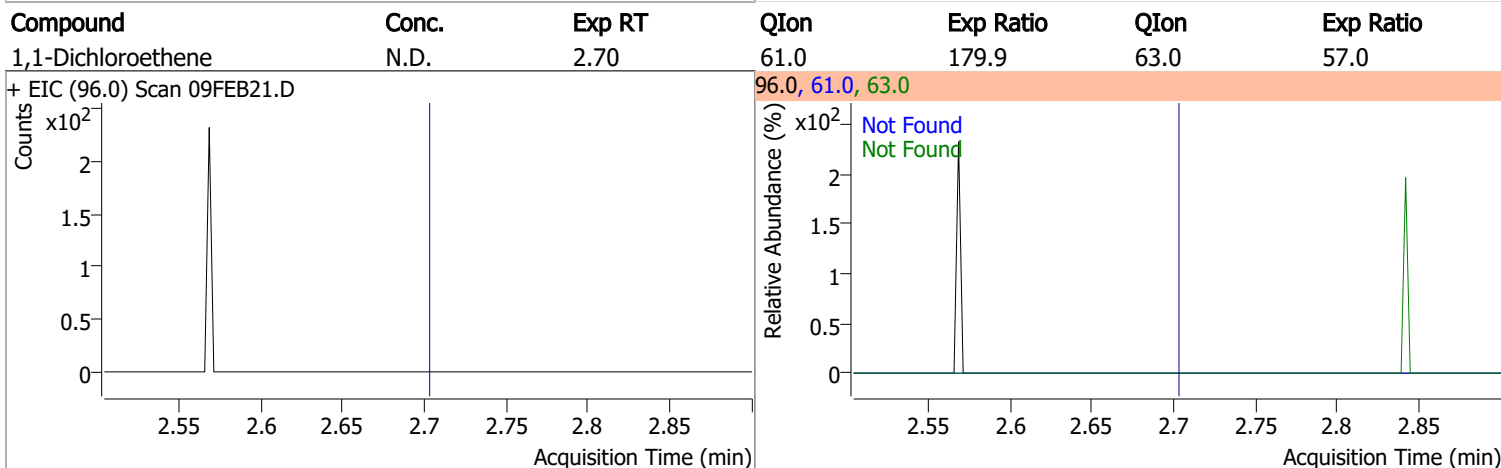 Compound Conc. Exp RT QIon Exp Ratio QIon Exp Ratio
1,1-Dichloroethene N.D. 2.70 61.0 179.9 63.0 57.0
+ EIC (96.0) Scan 09FEB21.D
Counts
x10²
2
1.5
1
0.5
0
2.55 2.6 2.65 2.7 2.75 2.8 2.85
Acquisition Time (min)
96.0, 61.0, 63.0
Relative Abundance (%)
x10²
Not Found
Not Found
2
1.5
1
0.5
0
2.55 2.6 2.65 2.7 2.75 2.8 2.85
Acquisition Time (min)